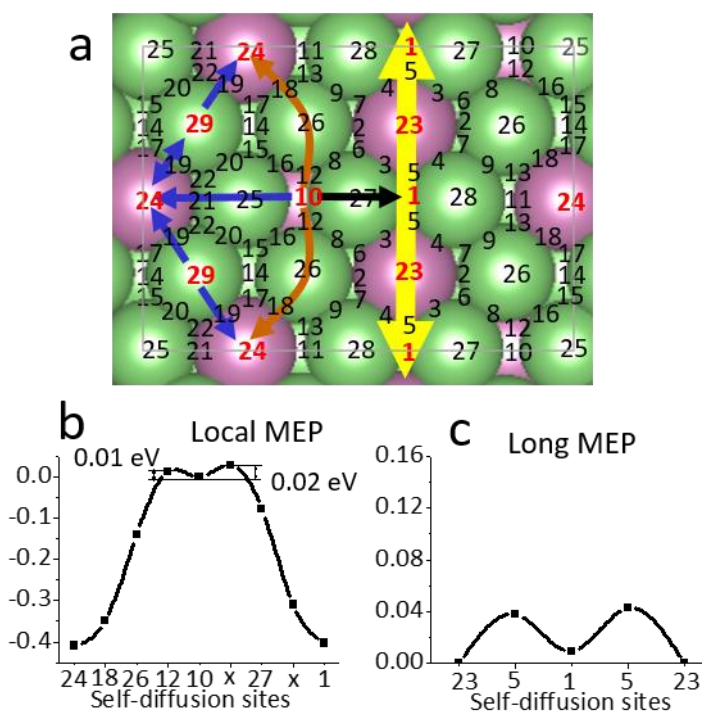 a
25 21 24 11 28 1 27 10 25
22 13 5 12
20 19 18 4 3 8 16
15 17 7 7 9 15
14 29 14 26 2 23 2 26 14
17 8 6 6 17
19 20 16 3 5 4 9 18
22 12 13
24 21 25 10 27 1 28 11 24
22 12 5 13
19 20 16 8 3 4 9 18
17 6 6 17
14 29 14 26 2 23 2 26 14
15 17 7 7 15
20 19 18 9 4 3 8 16
22 13 5 12
25 21 24 11 28 1 27 10 25
b
Local MEP
0.01 eV
0.02 eV
0.0
-0.1
-0.2
-0.3
-0.4
24 18 26 12 10 x 27 x 1
Self-diffusion sites
c
Long MEP
0.16
0.12
0.08
0.04
0.00
23 5 1 5 23
Self-diffusion sites